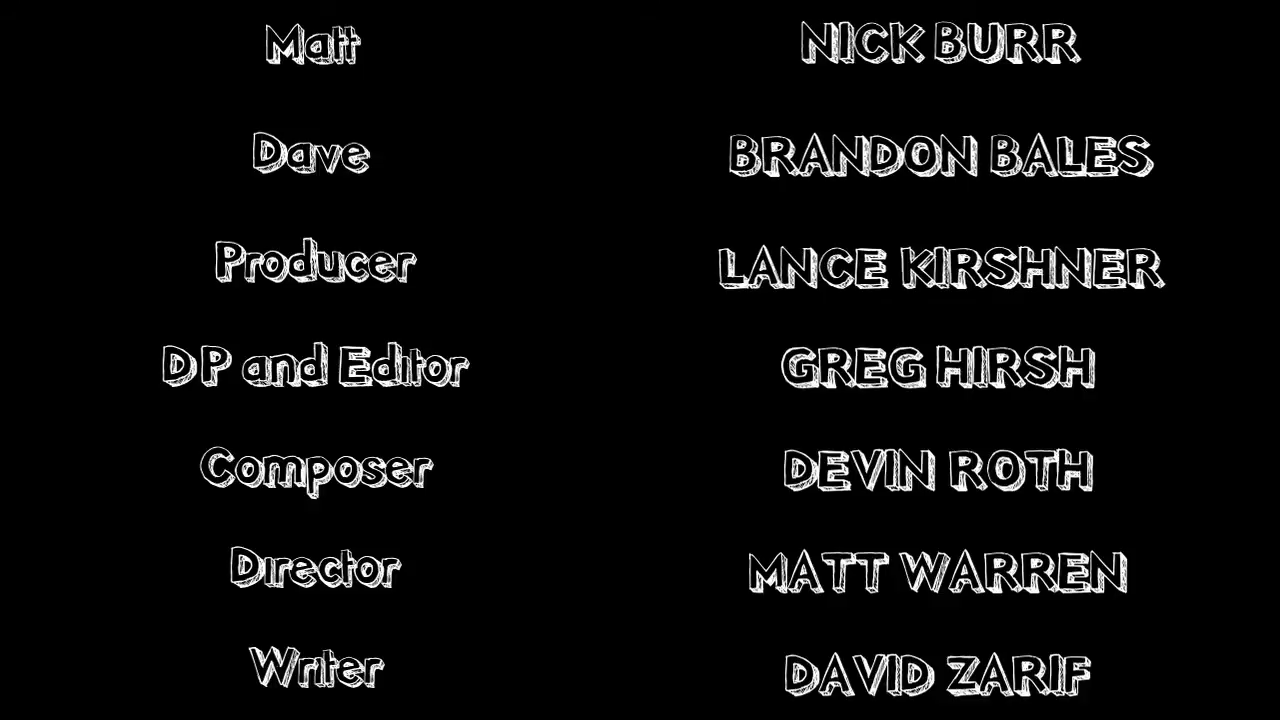 Matt NICK BURR
Dave BRANDON BALES
Producer LANCE KIRSHNER
DP and Editor GREG HIRSH
Composer DEVIN ROTH
Director MATT WARREN
Writer DAVID ZARIF